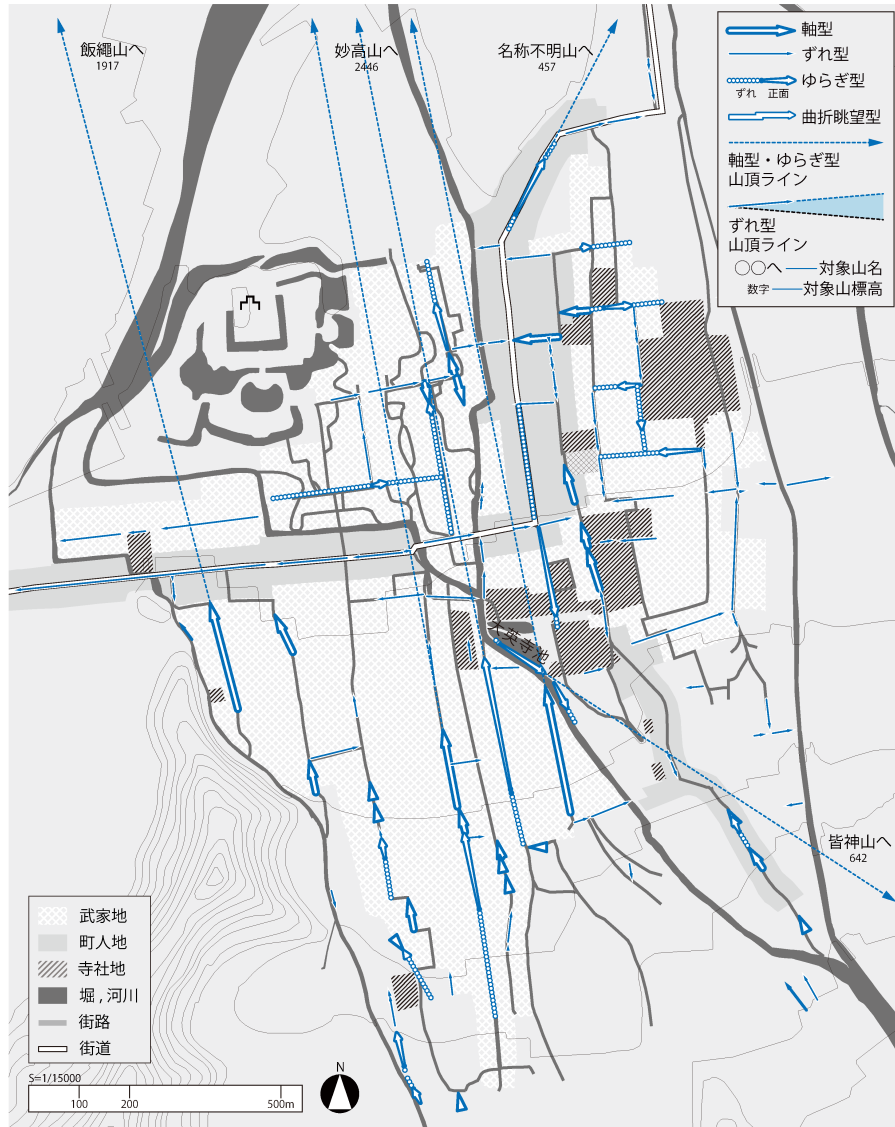 飯縄山へ
1917
妙高山へ
2446
名称不明山へ
457
軸型
ずれ型
ゆらぎ型
ずれ 正面
曲折眺望型
軸型・ゆらぎ型
山頂ライン
ずれ型
山頂ライン
○○へ 対象山名
数字 対象山標高
大英寺池
皆神山へ
642
武家地
町人地
寺社地
堀,河川
街路
街道
S=1/15000
100 200 500m
N